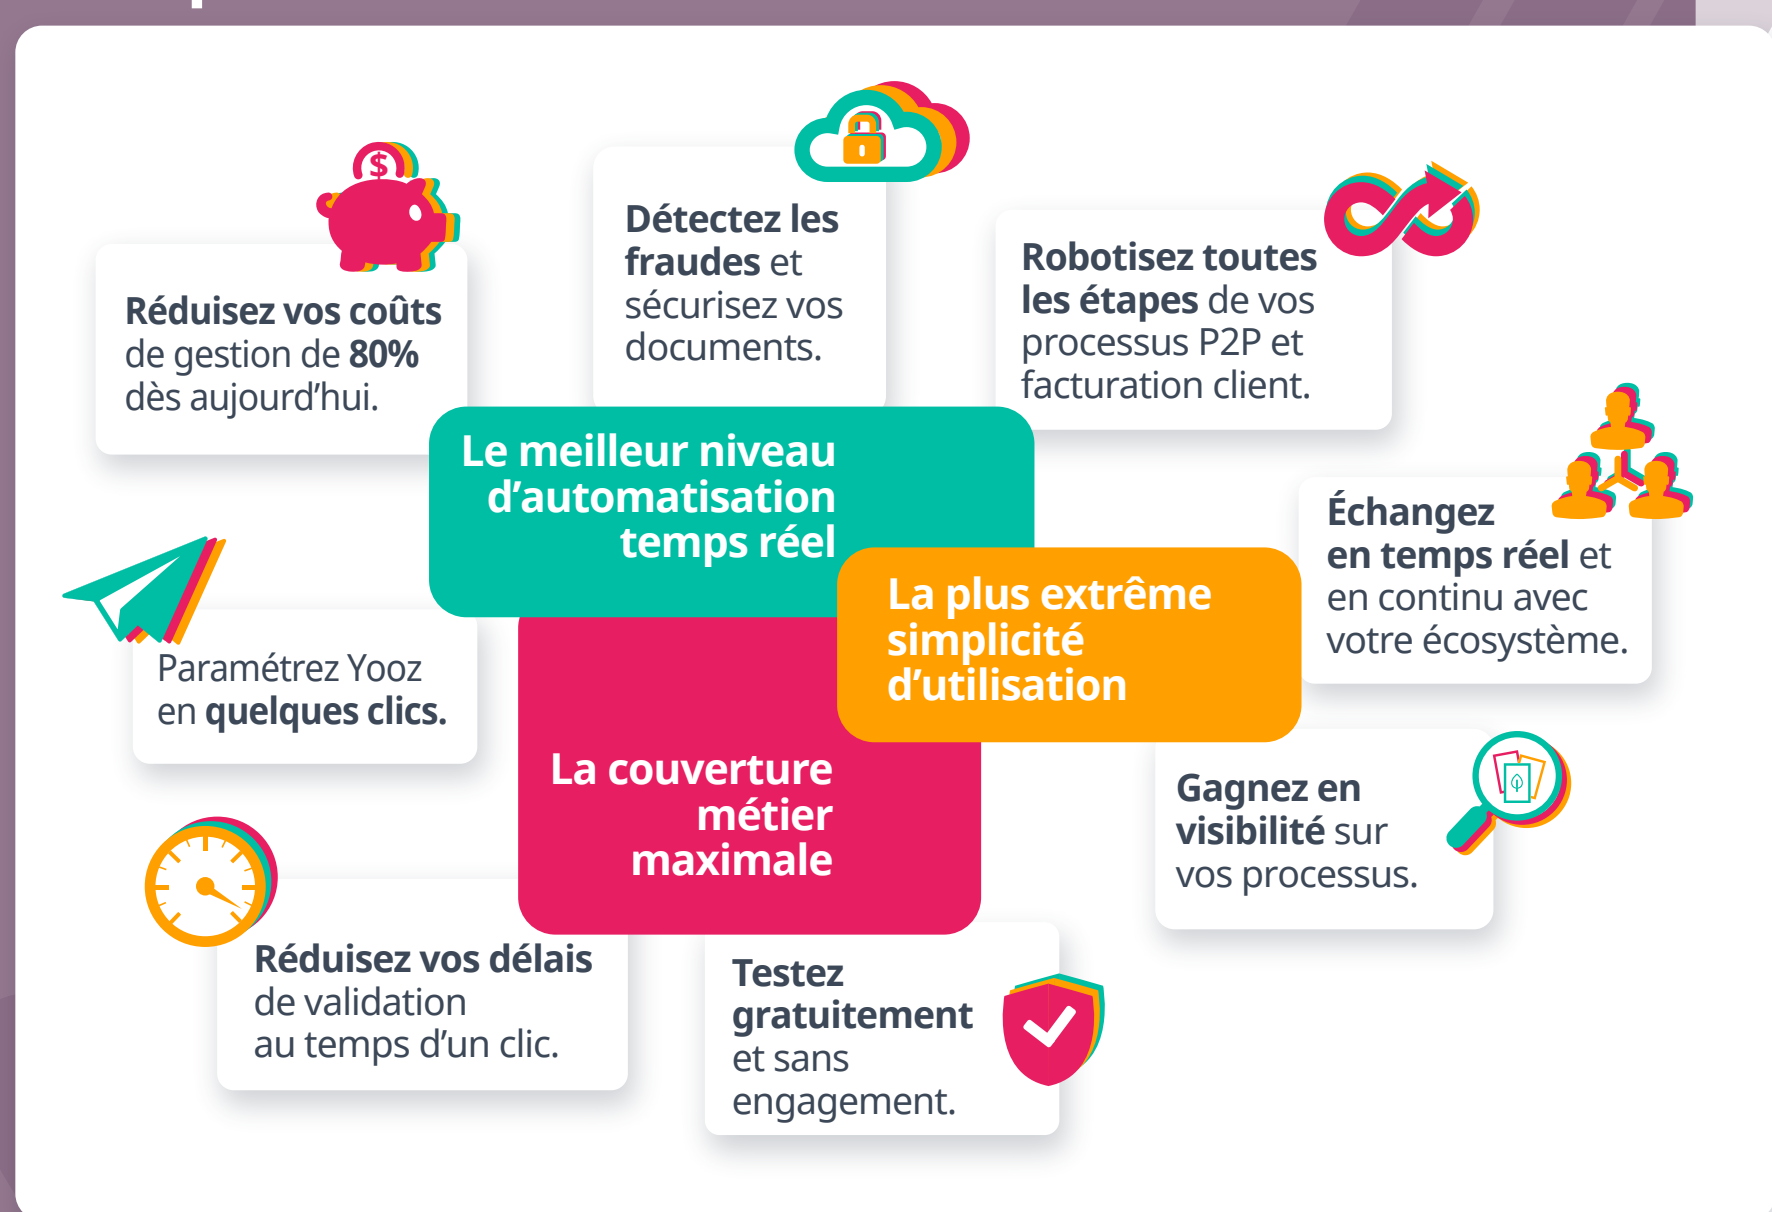 $
Réduisez vos coûts
de gestion de 80%
dès aujourd’hui.
Détectez les
fraudes et
sécurisez vos
documents.
Robotisez toutes
les étapes de vos
processus P2P et
facturation client.
Le meilleur niveau
d’automatisation
temps réel
La plus extrême
simplicité
d’utilisation
Échangez
en temps réel et
en continu avec
votre écosystème.
Paramétrez Yooz
en quelques clics.
La couverture
métier
maximale
Gagnez en
visibilité sur
vos processus.
Réduisez vos délais
de validation
au temps d’un clic.
Testez
gratuitement
et sans
engagement.